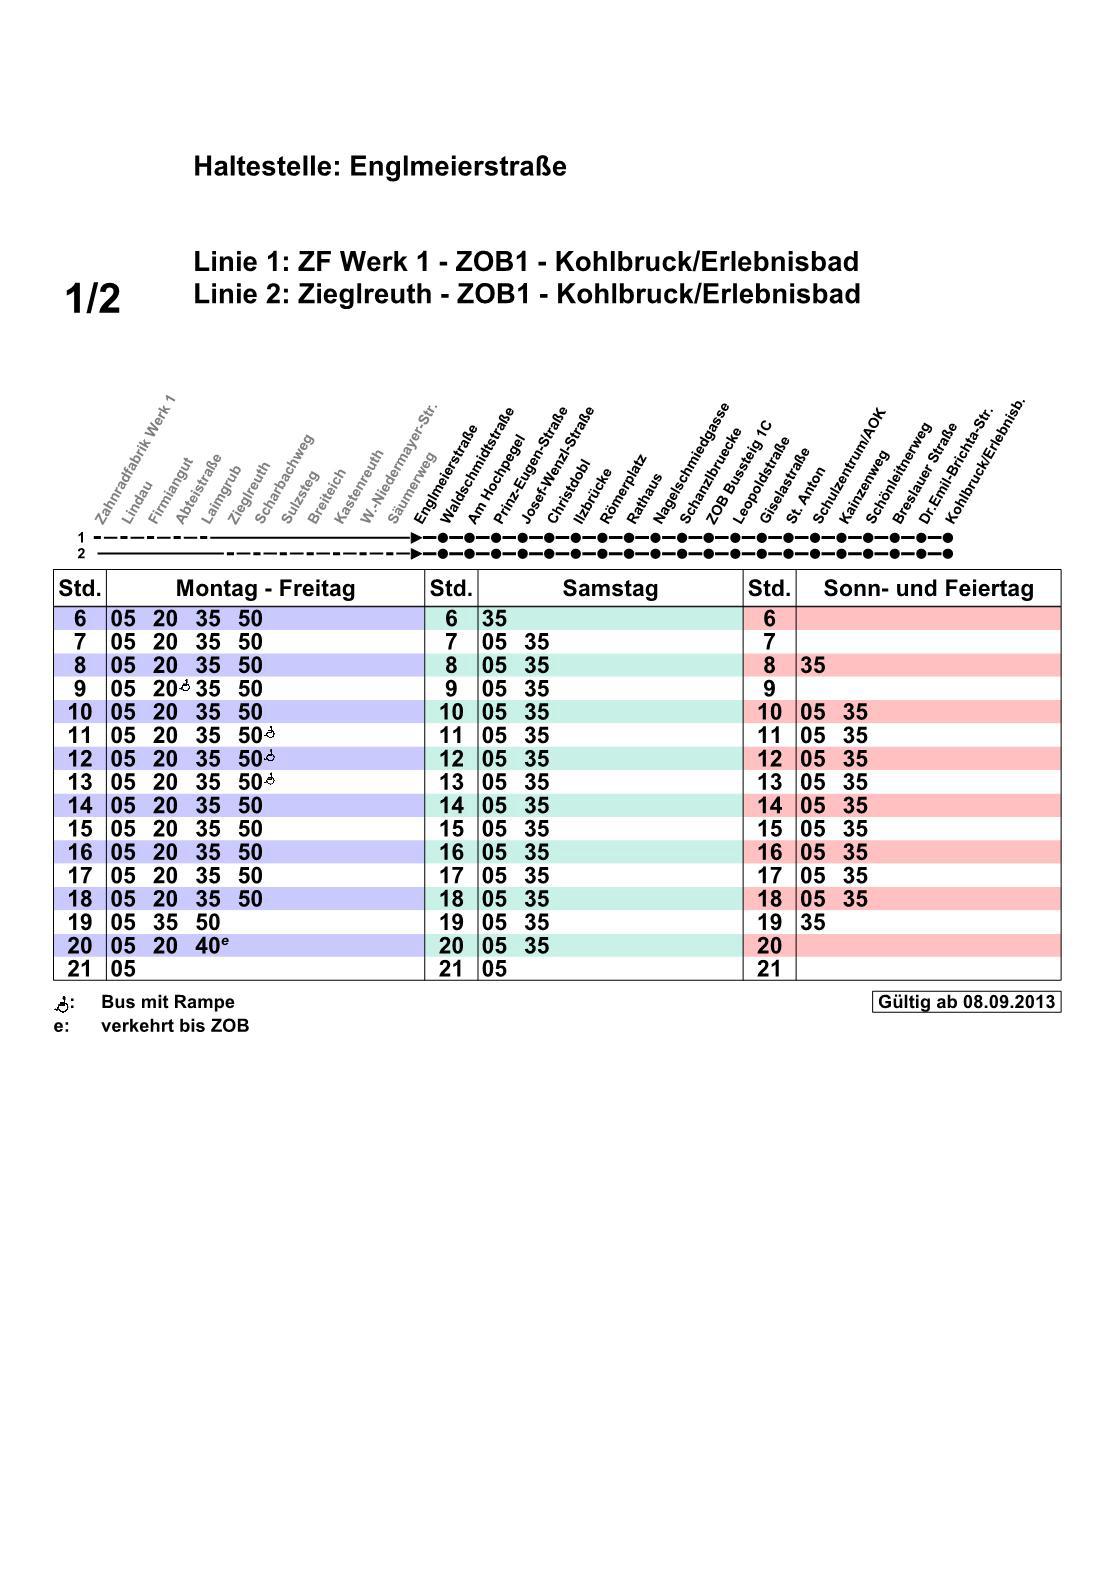 Haltestelle: Englmeierstraße
Linie 1: ZF Werk 1 - ZOB1 - Kohlbruck/Erlebnisbad
1/2
Linie 2: Zieglreuth - ZOB1 - Kohlbruck/Erlebnisbad
Zahnradfabrik Werk 1
Lindau
Firmiangut
Abteistraße
Laimgrub
Zieglreuth
Scharbachweg
Sulzsteg
Breiteich
Kastenreuth
W.-Niedermayer-Str.
Säumerweg
Englmeierstraße
Waldschmidtstraße
Am Hochpegel
Prinz-Eugen-Straße
Josef-Wenzl-Straße
Christdobl
Ilzbrücke
Römerplatz
Rathaus
Nagelschmiedgasse
Schanzlbruecke
ZOB Bussteig 1C
Leopoldstraße
Giselastraße
St. Anton
Schulzentrum/AOK
Kainzenweg
Schönleitnerweg
Breslauer Straße
Dr.Emil-Brichta-Str.
Kohlbruck/Erlebnisb.
1
2
Std. Montag - Freitag Std. Samstag Std. Sonn- und Feiertag
6 05 20 35 50 6 35 6
7 05 20 35 50 7 05 35 7
8 05 20 35 50 8 05 35 8 35
9 05 20 35 50 9 05 35 9
10 05 20 35 50 10 05 35 10 05 35
11 05 20 35 50 11 05 35 11 05 35
12 05 20 35 50 12 05 35 12 05 35
13 05 20 35 50 13 05 35 13 05 35
14 05 20 35 50 14 05 35 14 05 35
15 05 20 35 50 15 05 35 15 05 35
16 05 20 35 50 16 05 35 16 05 35
17 05 20 35 50 17 05 35 17 05 35
18 05 20 35 50 18 05 35 18 05 35
19 05 35 50 19 05 35 19 35
20 05 20 40e 20 05 35 20
21 05 21 05 21
: Bus mit Rampe Gültig ab 08.09.2013
e: verkehrt bis ZOB